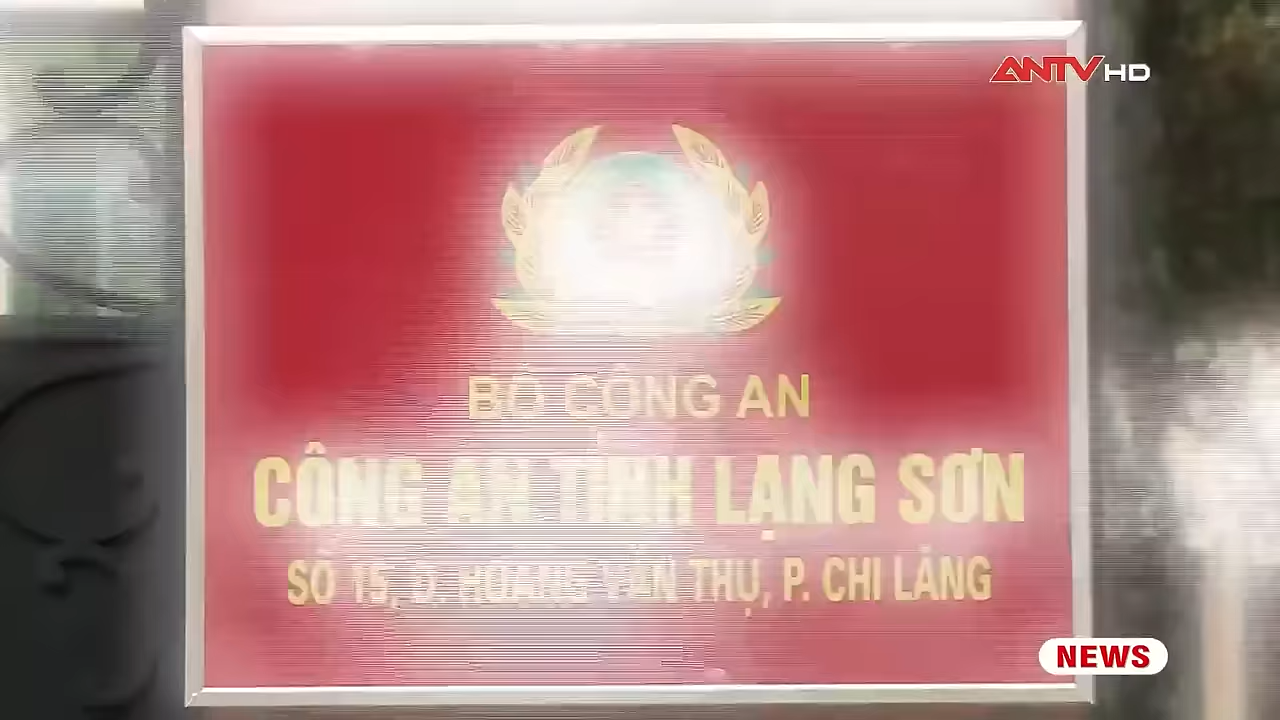 ANTV HD
BỘ CÔNG AN
CÔNG AN TỈNH LẠNG SƠN
SỐ 15, Đ. HOÀNG VĂN THỤ, P. CHI LĂNG
NEWS